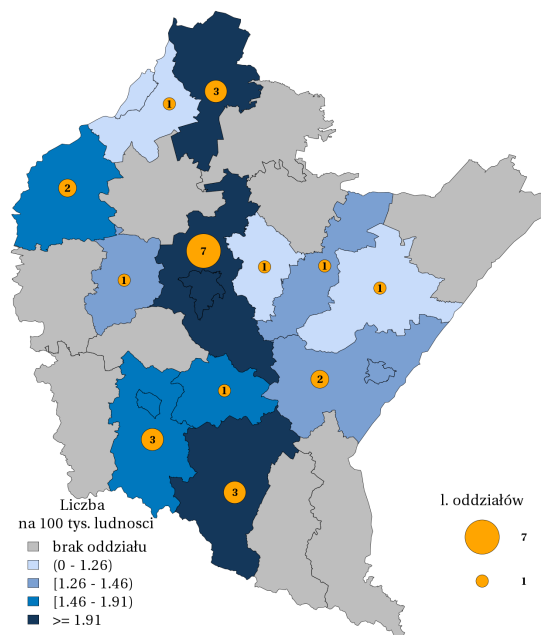 3
1
2
7
1
1
1
1
2
1
3
3
Liczba
na 100 tys. ludnosci
brak oddziału
(0 - 1.26)
[1.26 - 1.46)
[1.46 - 1.91)
>= 1.91
l. oddziałów
7
1